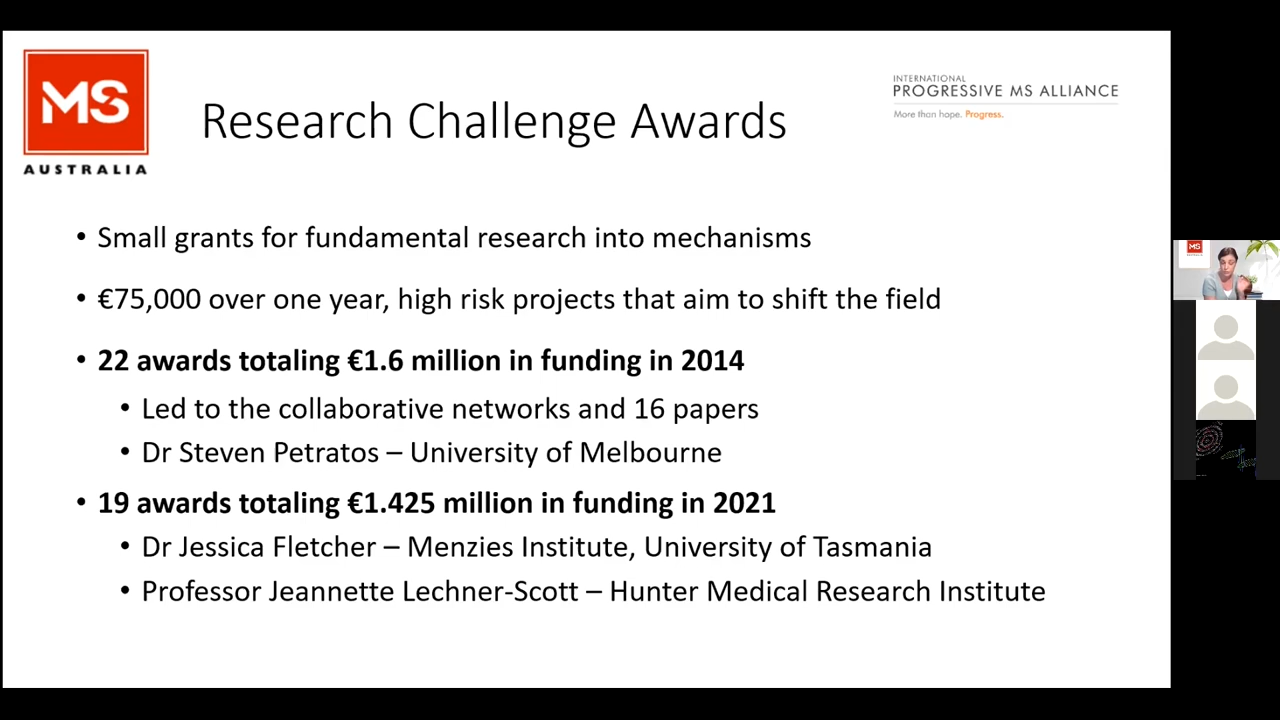 MS
AUSTRALIA
Research Challenge Awards
INTERNATIONAL
PROGRESSIVE MS ALLIANCE
More than hope. Progress.
• Small grants for fundamental research into mechanisms
• €75,000 over one year, high risk projects that aim to shift the field
• 22 awards totaling €1.6 million in funding in 2014
• Led to the collaborative networks and 16 papers
• Dr Steven Petratos – University of Melbourne
• 19 awards totaling €1.425 million in funding in 2021
• Dr Jessica Fletcher – Menzies Institute, University of Tasmania
• Professor Jeannette Lechner-Scott – Hunter Medical Research Institute
MS